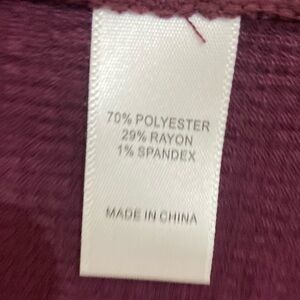 70% POLYESTER
29% RAYON
1% SPANDEX
MADE IN CHINA